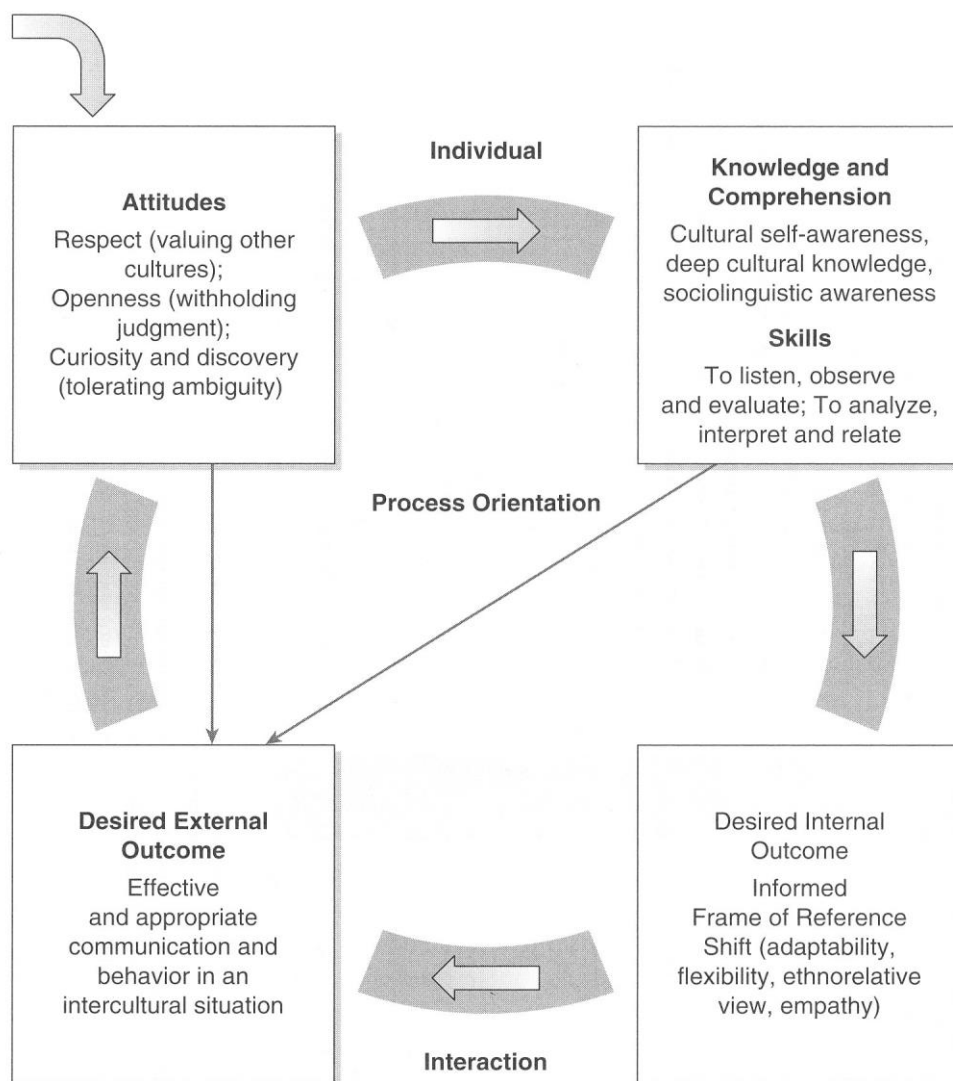 Individual
Attitudes
Respect (valuing other
cultures);
Openness (withholding
judgment);
Curiosity and discovery
(tolerating ambiguity)
Knowledge and
Comprehension
Cultural self-awareness,
deep cultural knowledge,
sociolinguistic awareness
Skills
To listen, observe
and evaluate; To analyze,
interpret and relate
Process Orientation
Desired External
Outcome
Effective
and appropriate
communication and
behavior in an
intercultural situation
Desired Internal
Outcome
Informed
Frame of Reference
Shift (adaptability,
flexibility, ethnorelative
view, empathy)
Interaction